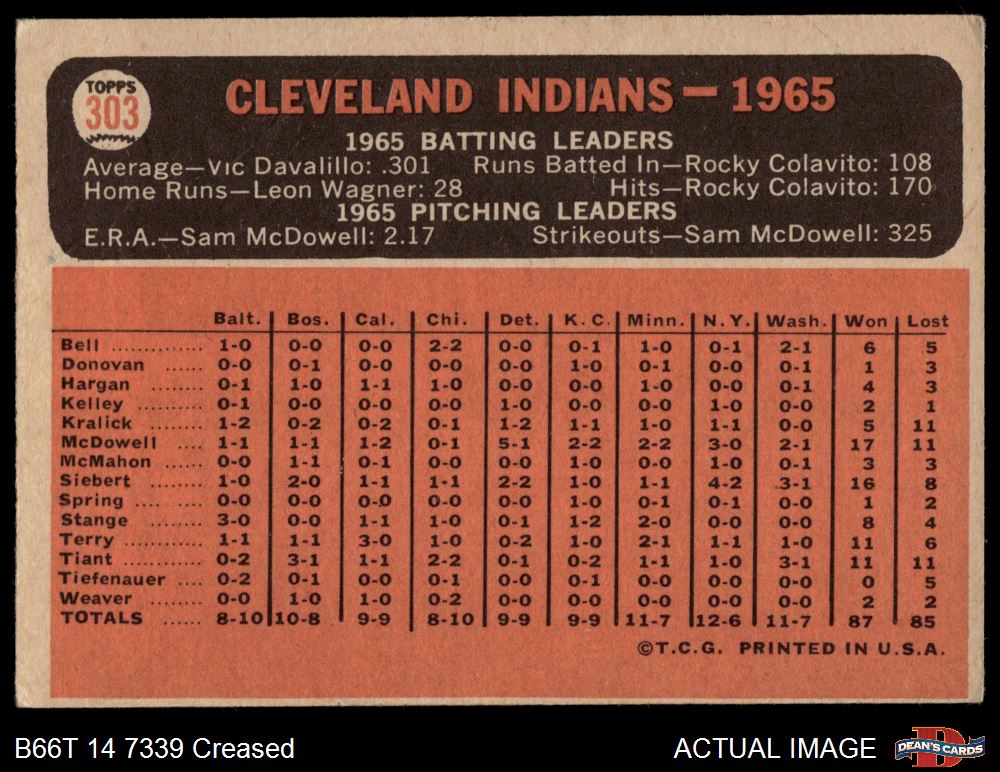 TOPPS
303
CLEVELAND INDIANS — 1965
1965 BATTING LEADERS
Average—Vic Davalillo: .301 Runs Batted In—Rocky Colavito: 108
Home Runs—Leon Wagner: 28 Hits—Rocky Colavito: 170
1965 PITCHING LEADERS
E.R.A.—Sam McDowell: 2.17 Strikeouts—Sam McDowell: 325
Balt. Bos. Cal. Chi. Det. K. C. Minn. N.Y. Wash. Won Lost
Bell ............ 1-0 0-0 0-0 2-2 0-0 0-1 1-0 0-1 2-1 6 5
Donovan ...... 0-0 0-1 0-0 0-0 0-0 1-0 0-1 0-0 0-1 1 3
Hargan ......... 0-1 1-0 1-1 1-0 0-0 0-0 1-0 0-0 0-1 4 3
Kelley .......... 0-1 0-0 0-0 0-0 1-0 0-0 0-0 1-0 0-0 2 1
Kralick ......... 1-2 0-2 0-2 0-1 1-2 1-1 1-0 1-1 0-0 5 11
McDowell .... 1-1 1-1 1-2 0-1 5-1 2-2 2-2 3-0 2-1 17 11
McMahon ...... 0-0 1-1 0-1 0-1 0-0 1-0 0-0 1-0 0-1 3 3
Siebert ......... 1-0 2-0 1-1 1-1 2-2 1-0 1-1 4-2 3-1 16 8
Spring .... .... 0-0 0-0 0-0 0-0 0-0 1-0 0-1 0-1 0-0 1 2
Stange ......... 3-0 0-0 1-1 1-0 0-1 1-2 2-0 0-0 0-0 8 4
Terry ............ 1-1 1-1 3-0 1-0 0-2 1-0 2-1 1-1 1-0 11 6
Tiant ............ 0-2 3-1 1-1 2-2 0-1 0-2 1-1 1-0 3-1 11 11
Tiefenauer .... 0-2 0-1 0-0 0-1 0-0 0-1 0-0 0-0 0-0 0 5
Weaver ......... 0-0 1-0 1-0 0-2 0-0 0-0 0-0 0-0 0-0 2 2
TOTALS ...... 8-10 10-8 9-9 8-10 9-9 9-9 11-7 12-6 11-7 87 85
©T.C.G. PRINTED IN U.S.A.
B66T 14 7339 Creased
ACTUAL IMAGE
DEAN'S CARDS